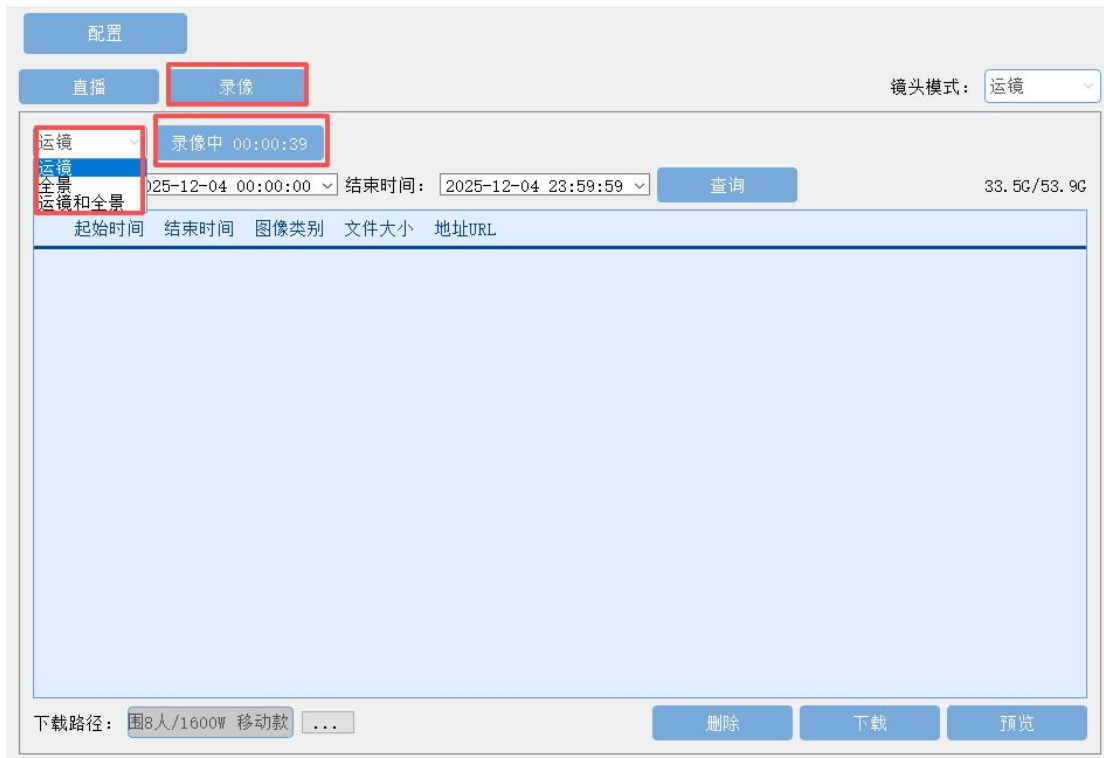 配置
直播
录像
镜头模式：
运镜
运镜
录像中 00:00:39
运镜
全景
运镜和全景
025-12-04 00:00:00
结束时间：
2025-12-04 23:59:59
查询
33.5G/53.9G
起始时间 结束时间 图像类别 文件大小 地址URL
下载路径：
围8人/1600W 移动款
...
删除
下载
预览